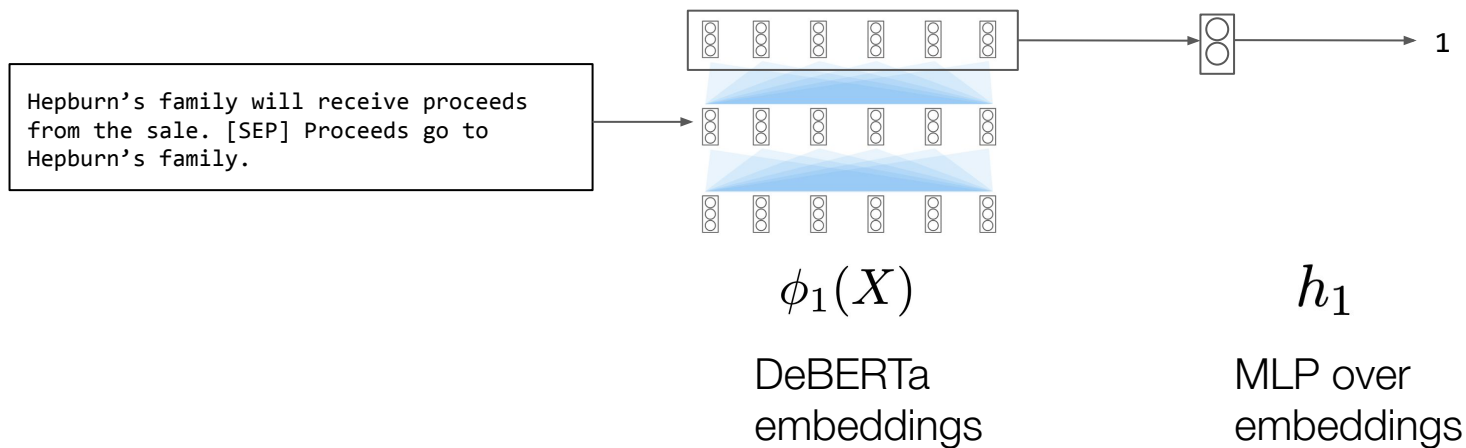 Hepburn’s family will receive proceeds
from the sale. [SEP] Proceeds go to
Hepburn’s family.
1
ϕ₁(X)
h₁
DeBERTa
embeddings
MLP over
embeddings